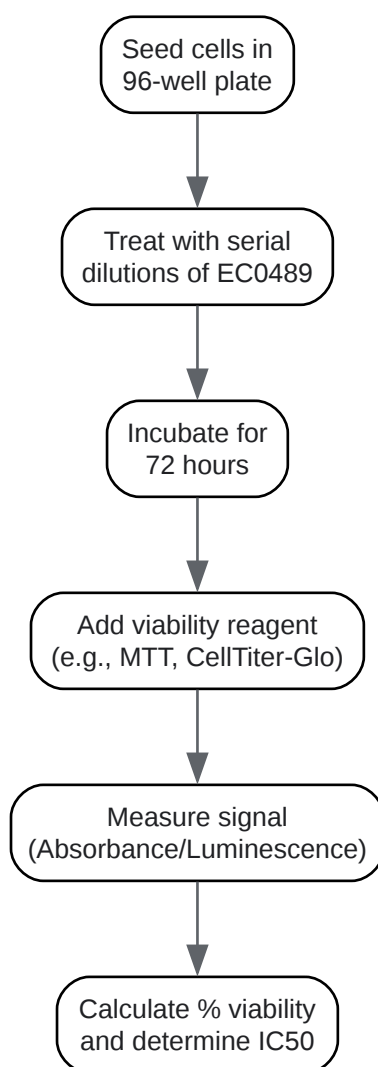 Seed cells in
96-well plate
Treat with serial
dilutions of EC0489
Incubate for
72 hours
Add viability reagent
(e.g., MTT, CellTiter-Glo)
Measure signal
(Absorbance/Luminescence)
Calculate % viability
and determine IC50